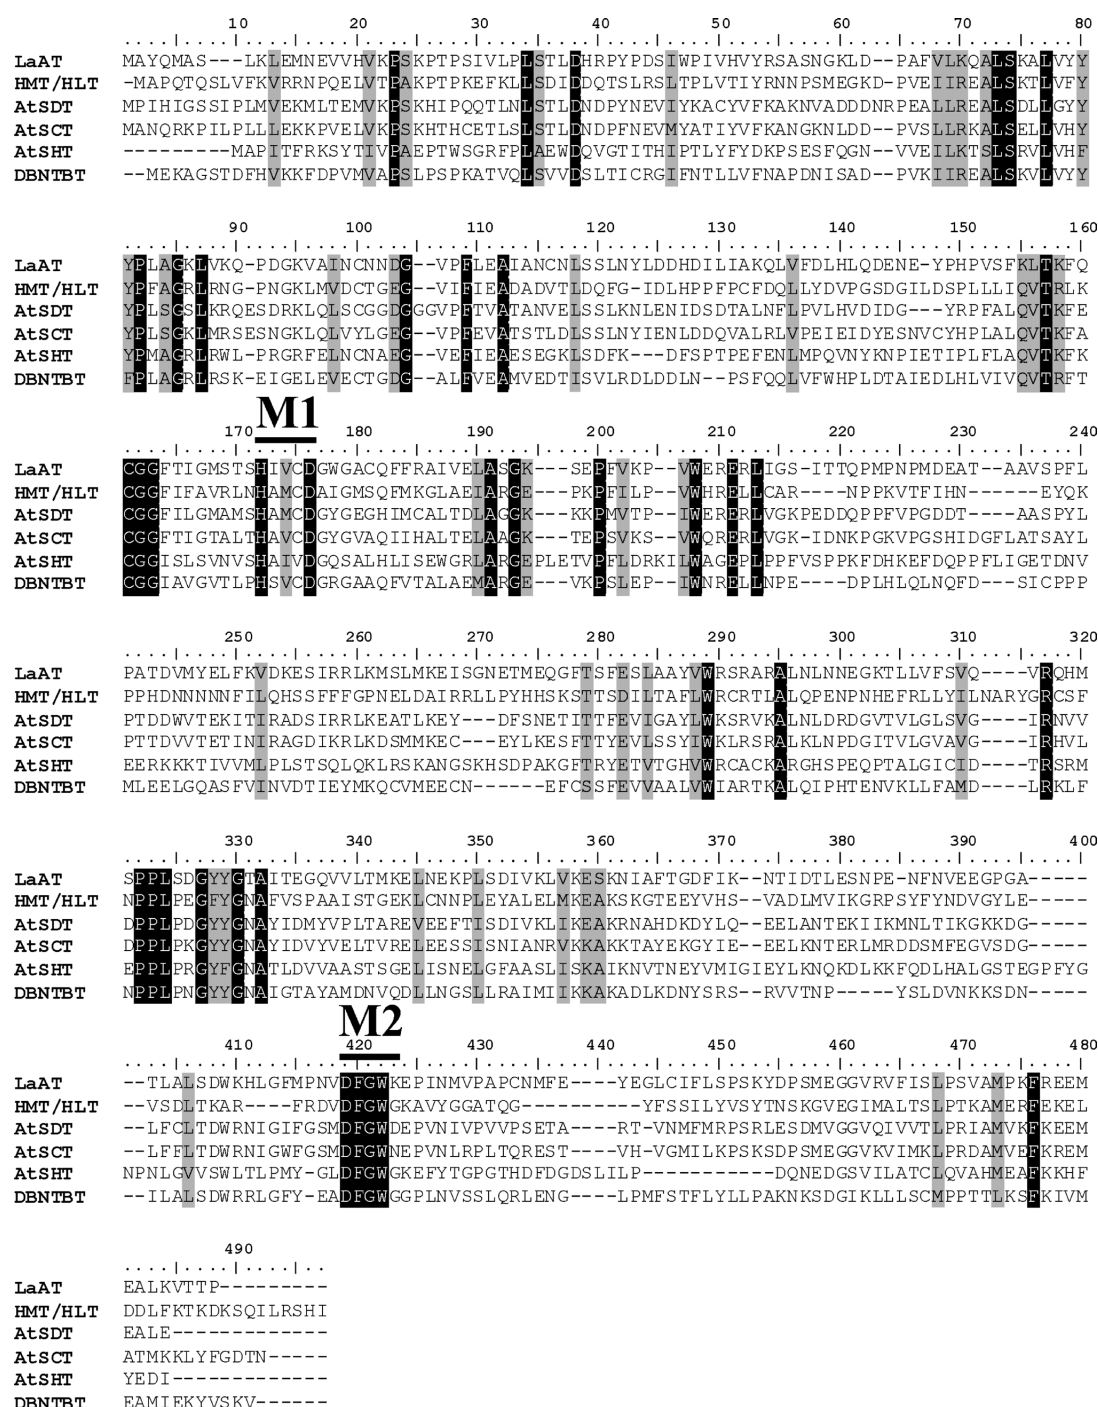 10 20 30 40 50 60 70 80
LaAT MAYQMAS--LKLEMNEVVHVKPSKPTPSIVLPLSTLDHRPYPDSIWPIVHVYRSASNGKLD--PAFVLKQALSKALVYY
HMT/HLT -MAPQTQSLVFKVRRNPQELVTPAKPTPKEFKLLSDIDDQTSLRSLTPLVTIYRNNPSMEGKD-PVEIIREALSKTLVFY
AtSDT MPIHIGSSIPLMVEKMLTEMVKPSKHIPQQTLNLSTLDNDPYNEVIYKACYVFKAKNVADDDNRPEALLREALSDLLGYY
AtSCT MANQRKPILPLLLEKKPVELVKPSKHTHCETLSLSTLDNDPFNEVMYATIYVFKANGKNLDD--PVSLLRKALSELLVHY
AtSHT ---------MAPITFRKSYTIVPAEPTWSGRFPLAEWDQVGTITHIPTLYFYDKPSESFQGN--VVEILKTSLSRVLVHF
DBNTBT --MEKAGSTDFHVKKFDPVMVAPSLPSPKATVQLSVVDSLTICRGIFNTLLVFNAPDNISAD--PVKIIREALSKVLVYY
90 100 110 120 130 140 150 160
LaAT YPLAGKLVKQ-PDGKVAINCNNDG--VPFLEAIANCNLSSLNYLDDHDILIAKQLVFDLHLQDENE-YPHPVSFKLTKFQ
HMT/HLT YPFAGRLRNG-PNGKLMVDCTGEG--VIFIEADADVTLDQFG-IDLHPPFPCFDQLLYDVPGSDGILDSPLLLIQVTRLK
AtSDT YPLSGSLKRQESDRKLQLSCGGDGGGVPFTVATANVELSSLKNLENIDSDTALNFLPVLHVDIDG---YRPFALQVTKFE
AtSCT YPLSGKLMRSESNGKLQLVYLGEG--VPFEVATSTLDLSSLNYIENLDDQVALRLVPEIEIDYESNVCYHPLALQVTKFA
AtSHT YPMAGRLRWL-PRGRFELNCNAEG--VEFIEAESEGKLSDFK---DFSPTPEFENLMPQVNYKNPIETIPLFLAQVTKFK
DBNTBT FPLAGRLRSK-EIGELEVECTGDG--ALFVEAMVEDTISVLRDLDDLN--PSFQQLVFWHPLDTAIEDLHLVIVQVTRFT
M1
170 180 190 200 210 220 230 240
LaAT CGGFTIGMSTSHIVCDGWGACQFFRAIVELASGK---SEPFVKP--VWERERLIGS-ITTQPMPNPMDEAT--AAVSPFL
HMT/HLT CGGFIFAVRLNHAMCDAIGMSQFMKGLAEIARGE---PKPFILP--VWHRELLCAR----NPPKVTFIHN-----EYQK
AtSDT CGGFILGMAMSHAMCDGYGEGHIMCALTDLAGGK---KKPMVTP--IWERERLVGKPEDDQPPFVPGDDT----AASPYL
AtSCT CGGFTIGTALTHAVCDGYGVAQIIHALTELAAGK---TEPSVKS--VWQRERLVGK-IDNKPGKVPGSHIDGFLATSAYL
AtSHT CGGISLSVNVSHAIVDGQSALHLISEWGRLARGEPLETVPFLDRKILWAGEPLPPFVSPPKFDHKEFDQPPFLIGETDNV
DBNTBT CGGIAVGVTLPHSVCDGRGAAQFVTALAEMARGE---VKPSLEP--IWNRELLNPE----DPLHLQLNQFD---SICPPP
250 260 270 280 290 300 310 320
LaAT PATDVMYELFKVDKESIRRLKMSLMKEISGNETMEQGFTSFESLAAYVWRSRARALNLNNEGKTLLVFSVQ----VRQHM
HMT/HLT PPHDNNNNNFILQHSSFFFGPNELDAIRRLLPYHHSKSTTSDILTAFLWRCRTLALQPENPNHEFRLLYILNARYGRCSF
AtSDT PTDDWVTEKITIRADSIRRLKEATLKEY---DFSNETITTFEVIGAYLWKSRVKALNLDRDGVTVLGLSVG----IRNVV
AtSCT PTTDVVTETINIRAGDIKRLKDSMMKEC---EYLKESFTTYEVLSSYIWKLRSRALKLNPDGITVLGVAVG----IRHVL
AtSHT EERKKKTIVVMLPLSTSQLQKLRSKANGSKHSDPAKGFTRYETVTGHVWRCACKARGHSPEQPTALGICID----TRSRM
DBNTBT MLEELGQASFVINVDTIEYMKQCVMEECN------EFCSSFEVVAALVWIARTKALQIPHTENVKLLFAMD----LRKLF
330 340 350 360 370 380 390 400
LaAT SPPLSDGYYGTAITEGQVVLTMKELNEKPLSDIVKLVKESKNIAFTGDFIK--NTIDTLESNPE-NFNVEEGPGA-----
HMT/HLT NPPLPEGFYGNAFVSPAAISTGEKLCNNPLEYALELMKEAKSKGTEEYVHS--VADLMVIKGRPSYFYNDVGYLE-----
AtSDT DPPLPDGYYGNAYIDMYVPLTAREVEEFTISDIVKLIKEAKRNAHDKDYLQ--EELANTEKIIKMNLTIKGKKDG-----
AtSCT DPPLPKGYYGNAYIDVYVELTVRELEESSISNIANRVKKAKKTAYEKGYIE--EELKNTERLMRDDSMFEGVSDG-----
AtSHT EPPLPRGYFGNATLDVVAASTSGELISNELGFAASLISKAIKNVTNEYVMIGIEYLKNQKDLKKFQDLHALGSTEGPFYG
DBNTBT NPPLPNGYYGNAIGTAYAMDNVQDLLNGSLLRAIMIIKKAKADLKDNYSRS--RVVTNP----YSLDVNKKSDN------
M2
410 420 430 440 450 460 470 480
LaAT --TLALSDWKHLGFMPNVDFGWKEPINMVPAPCNMFE----YEGLCIFLSPSKYDPSMEGGVRVFISLPSVAMPKFREEM
HMT/HLT --VSDLTKAR----FRDVDFGWGKAVYGGATQG--------YFSSILYVSYTNSKGVEGIMALTSLPTKAMERFEKEL
AtSDT --LFCLTDWRNIGIFGSMDFGWDEPVNIVPVVPSETA----RT-VNMFMRPSRLESDMVGGVQIVVTLPRIAMVKFKEEM
AtSCT --LFFLTDWRNIGWFGSMDFGWNEPVNLRPLTQREST----VH-VGMILKPSKSDPSMEGGVKVIMKLPRDAMVEFKREM
AtSHT NPNLGVVSWLTLPMY-GLDFGWGKEFYTGPGTHDFDGDSLILP-----------DQNEDGSVILATCLQVAHMEAFKKHF
DBNTBT --ILALSDWRRLGFY-EADFGWGGPLNVSSLQRLENG----LPMFSTFLYLLPAKNKSDGIKLLLSCMPPTTLKSFKIVM
490
LaAT EALKVTTTP---------
HMT/HLT DDLFKTKDKSQILRSHI
AtSDT EALE-------------
AtSCT ATMKKLYFGDTN-----
AtSHT YEDI-------------
DBNTBT EAMIEKYVSKV------